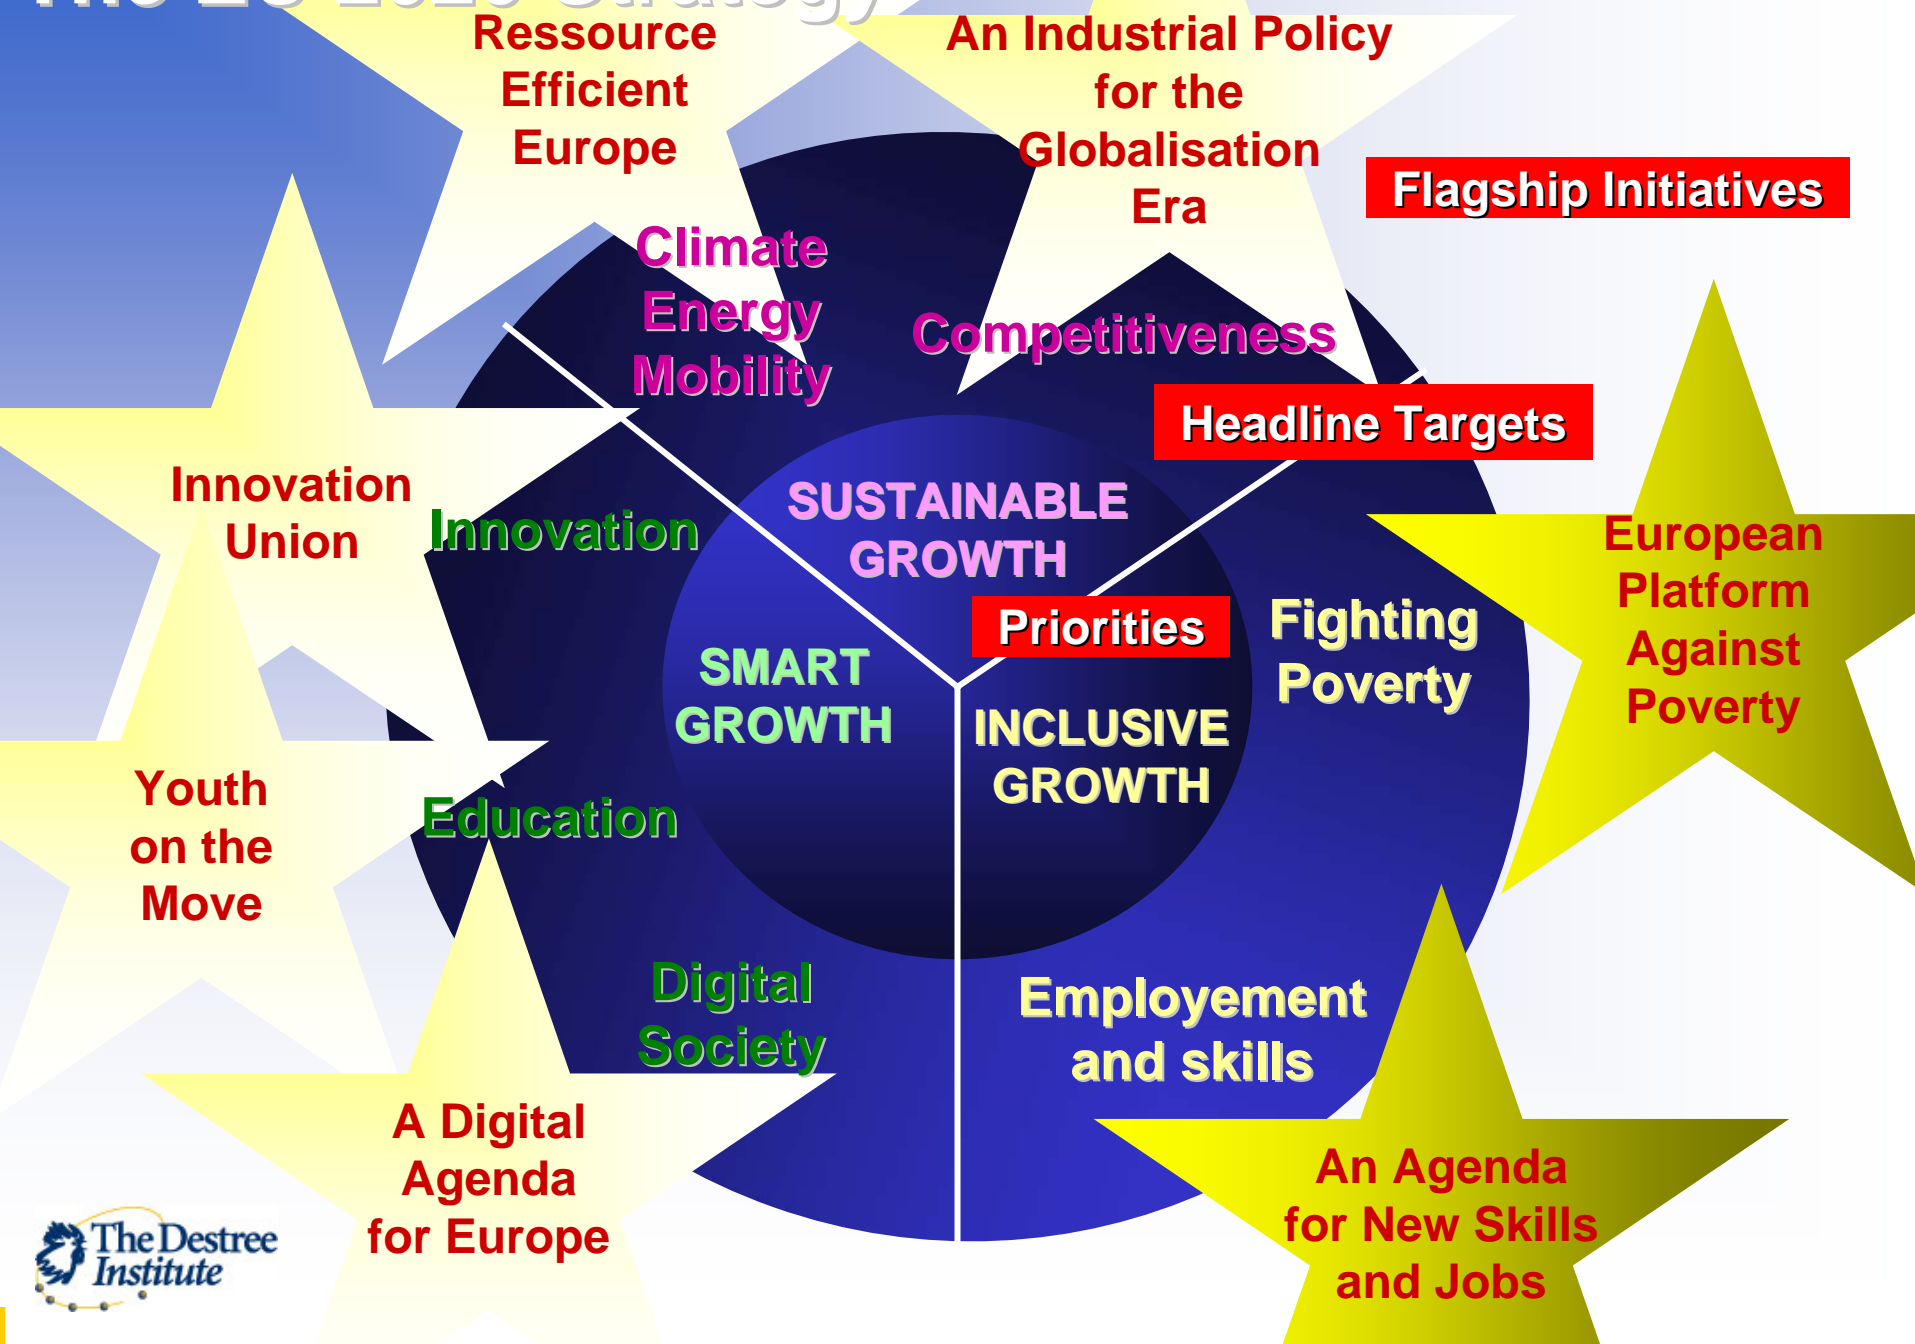 The 2020 Strategy
Ressource
Efficient
Europe
An Industrial Policy
for the
Globalisation
Era
Flagship Initiatives
Climate
Energy
Mobility
Competitiveness
Headline Targets
Innovation
Union
Innovation
SUSTAINABLE
GROWTH
European
Platform
Against
Poverty
Priorities
Fighting
Poverty
SMART
GROWTH
INCLUSIVE
GROWTH
Youth
on the
Move
Education
Digital
Society
Employement
and skills
A Digital
Agenda
for Europe
An Agenda
for New Skills
and Jobs
The Destree
Institute